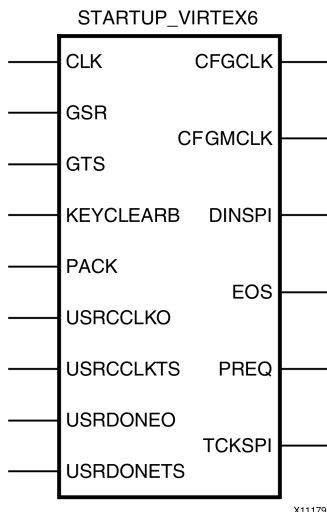 STARTUP_VIRTEX6
CLK
CFGCLK
GSR
CFGMCLK
GTS
KEYCLEARB
DINSPI
PACK
EOS
USRCCLKO
USRCCLKTS
PREQ
USRDONEO
TCKSPI
USRDONETS
X11179